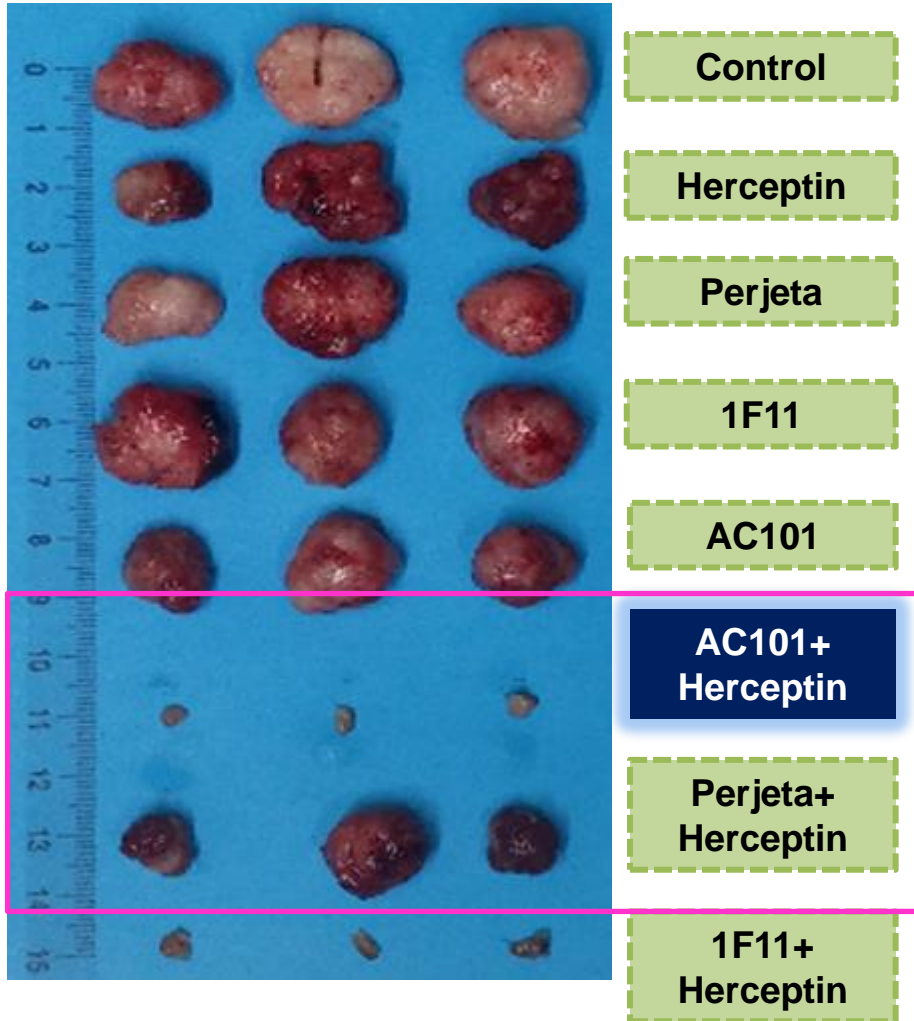 0
Control
1
2
Herceptin
3
4
Perjeta
5
6
1F11
7
8
AC101
9
10
AC101+
Herceptin
11
12
Perjeta+
Herceptin
13
14
15
1F11+
Herceptin